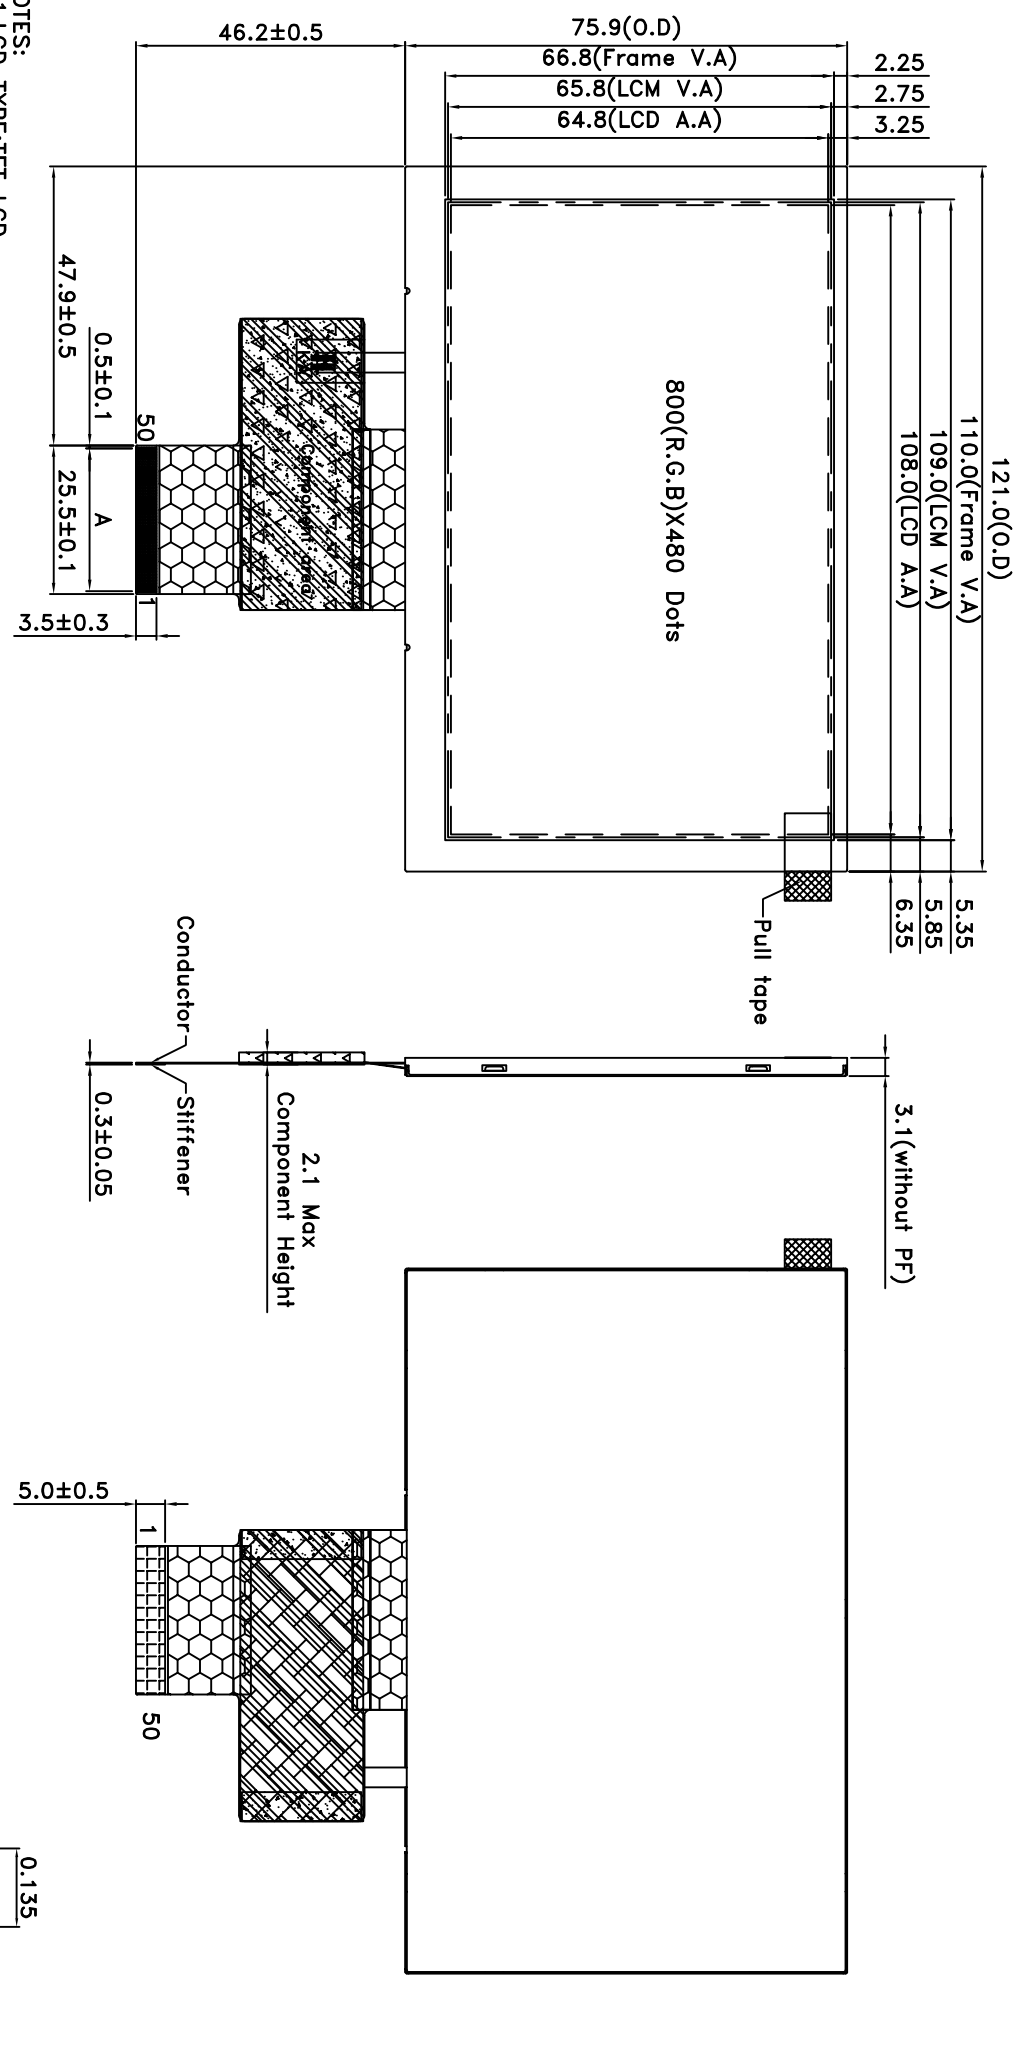 121.0(O.D)
110.0(Frame V.A)
109.0(LCM V.A)
108.0(LCD A.A)
5.35
5.85
6.35
3.1(without PF)
75.9(O.D)
66.8(Frame V.A)
65.8(LCM V.A)
64.8(LCD A.A)
2.25
2.75
3.25
46.2±0.5
800(R.G.B)X480 Dots
Pull tape
Component area
2.1 Max
Component Height
Conductor
Stiffener
0.3±0.05
50
1
3.5±0.3
0.5±0.1
A
47.9±0.5
25.5±0.1
5.0±0.5
1
50
0.135
OTES: